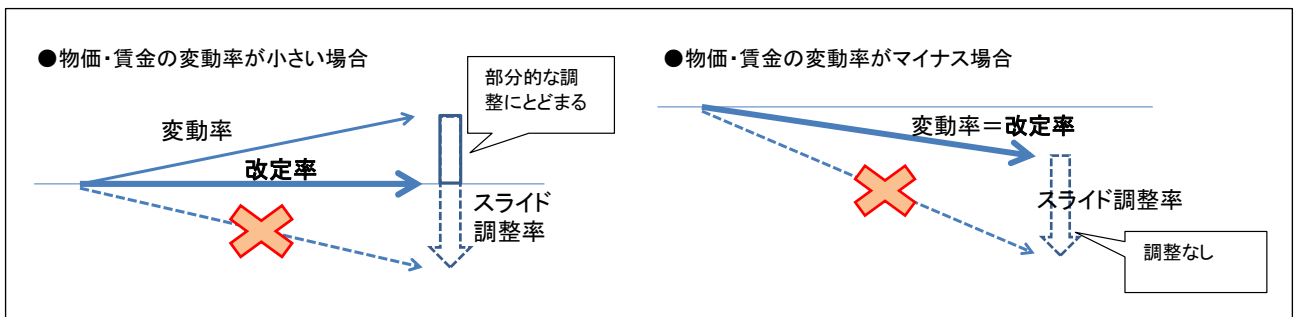 ●物価・賃金の変動率が小さい場合
部分的な調
整にとどまる
変動率
改定率
スライド
調整率
●物価・賃金の変動率がマイナス場合
変動率＝改定率
スライド調整率
調整なし